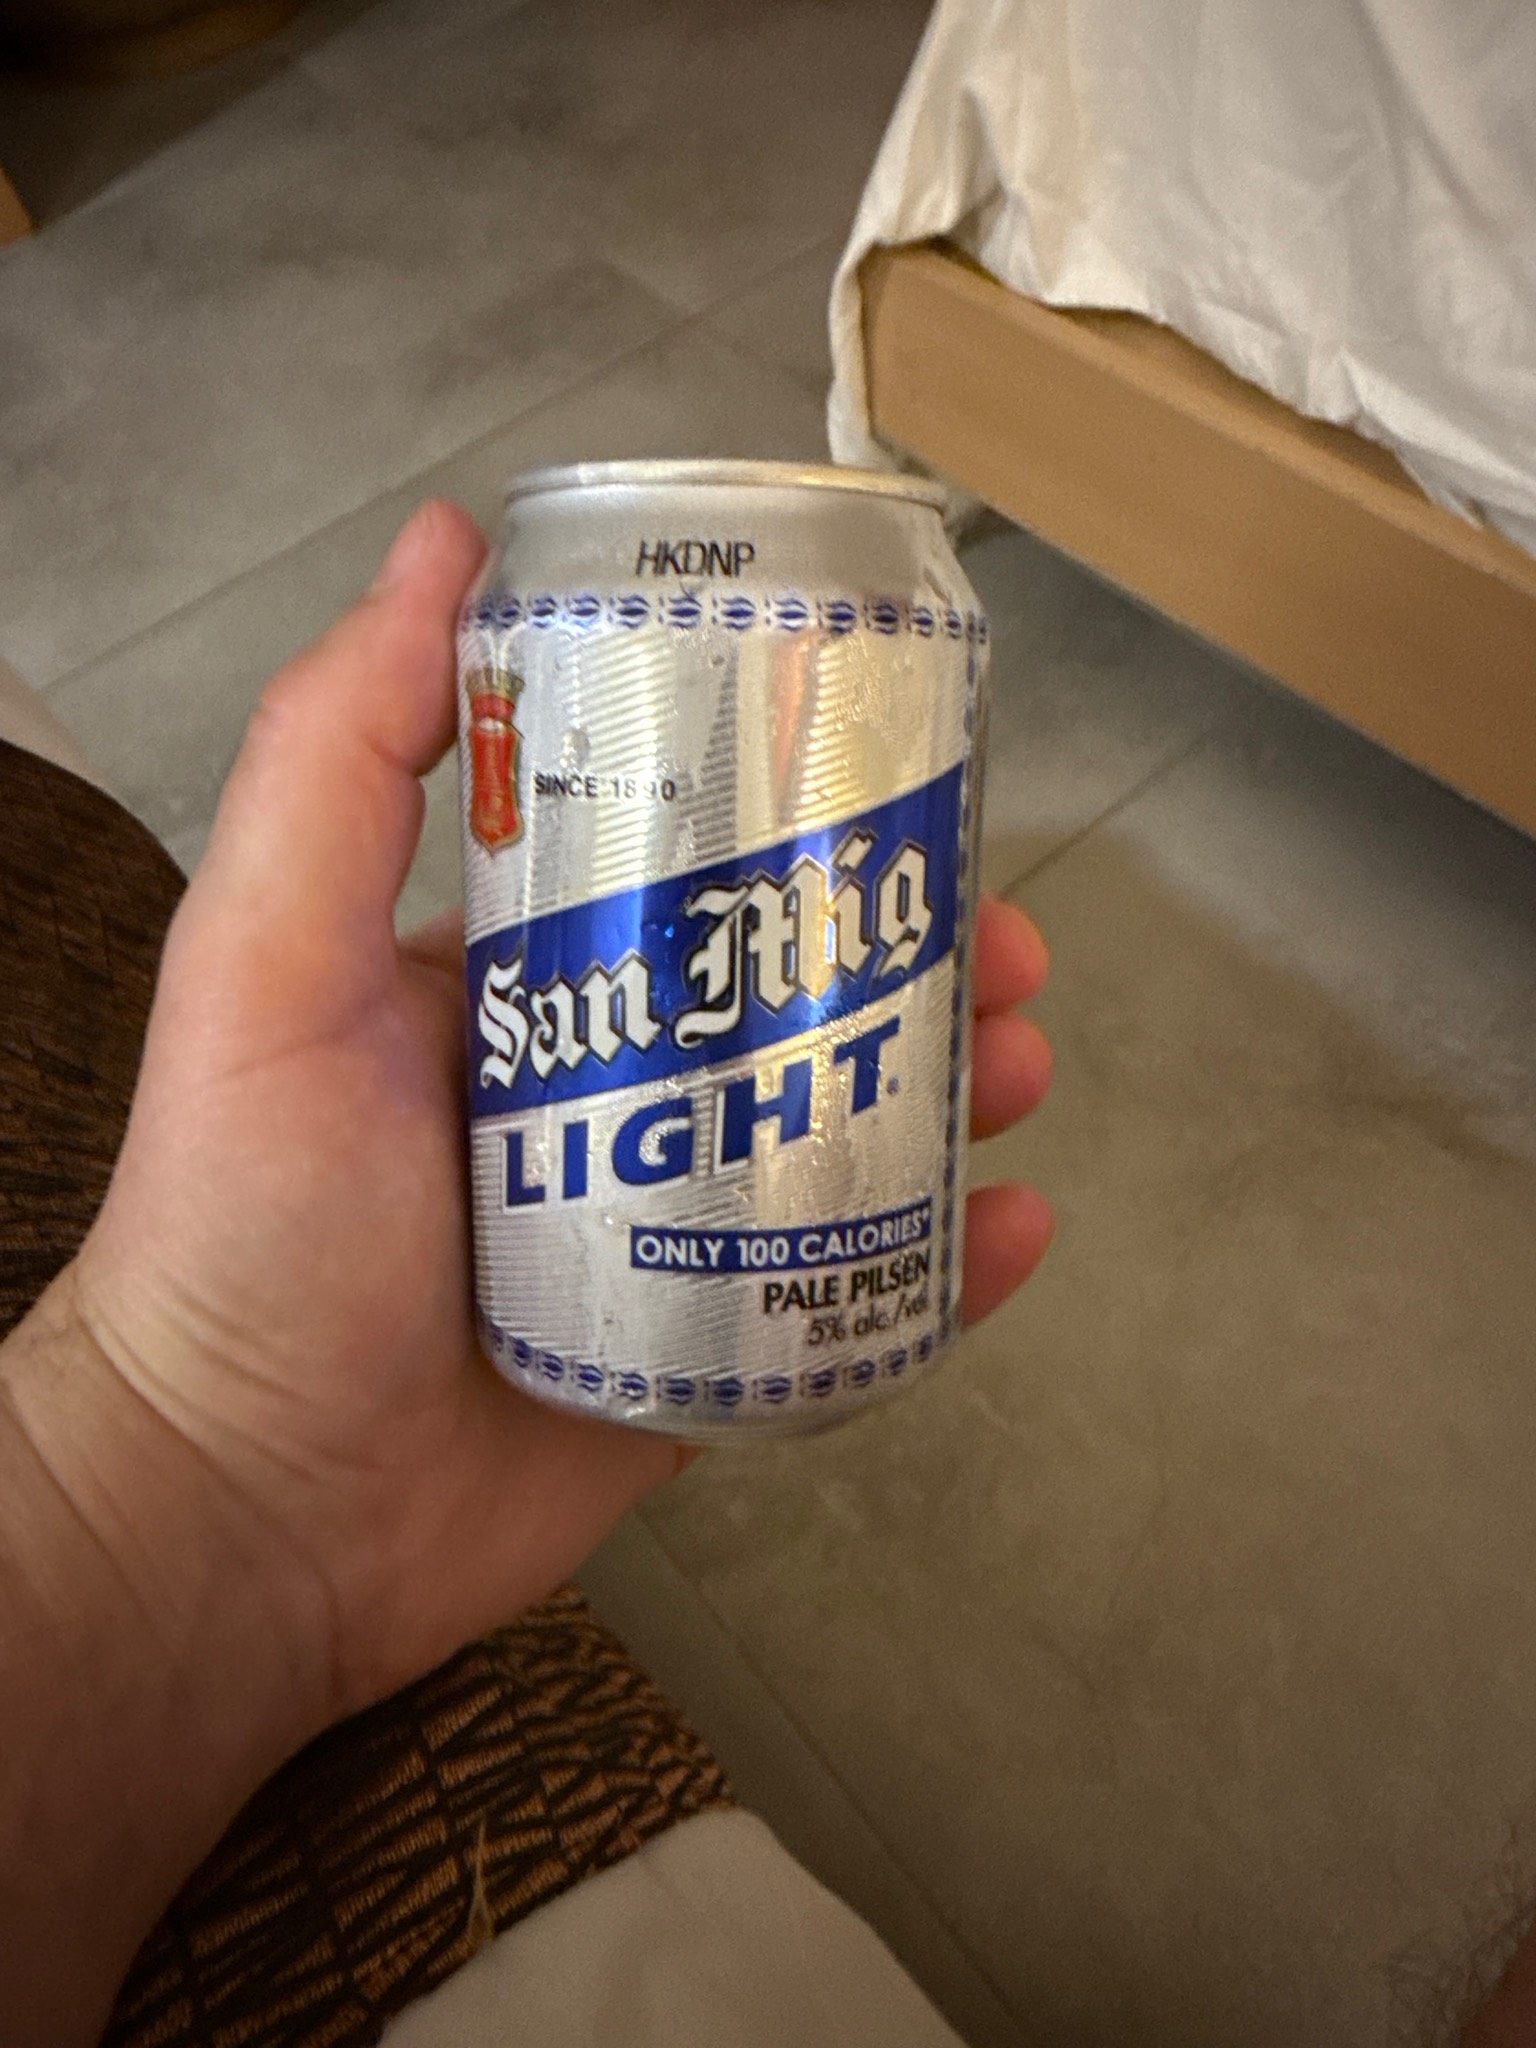 HKDNP
SINCE 1890
San Mig
LIGHT®
ONLY 100 CALORIES*
PALE PILSEN
5% alc./vol.